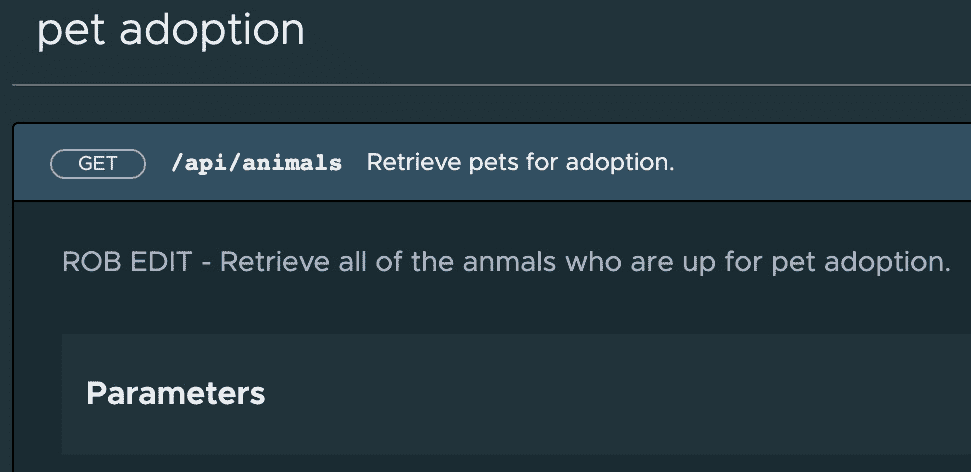 pet adoption
GET /api/animals Retrieve pets for adoption.
ROB EDIT - Retrieve all of the anmals who are up for pet adoption.
Parameters